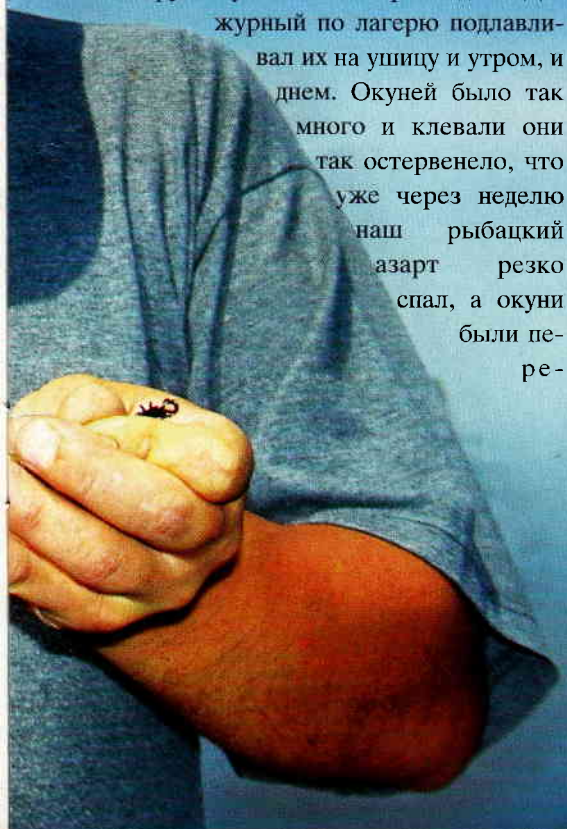 журный по лагерю подлавли-
вал их на ушицу и утром, и
днем. Окуней было так
много и клевали они
так остервенело, что
уже через неделю
наш рыбацкий
азарт резко
спал, а окуни
были пе-
ре-